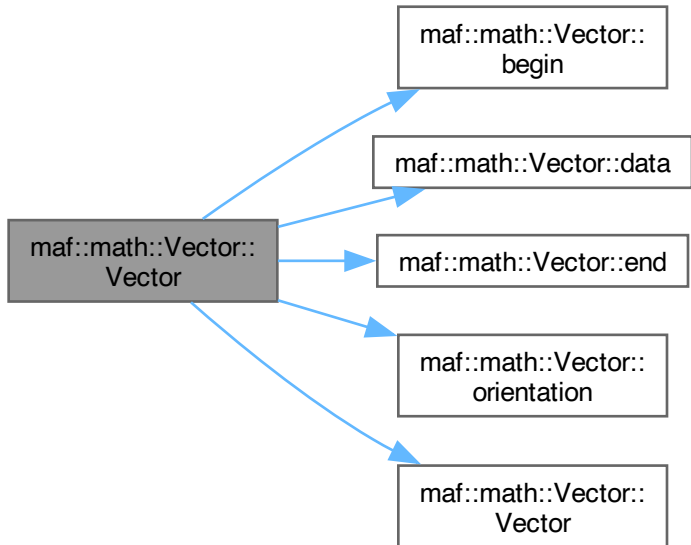 maf::math::Vector::
begin
maf::math::Vector::data
maf::math::Vector::
Vector
maf::math::Vector::end
maf::math::Vector::
orientation
maf::math::Vector::
Vector